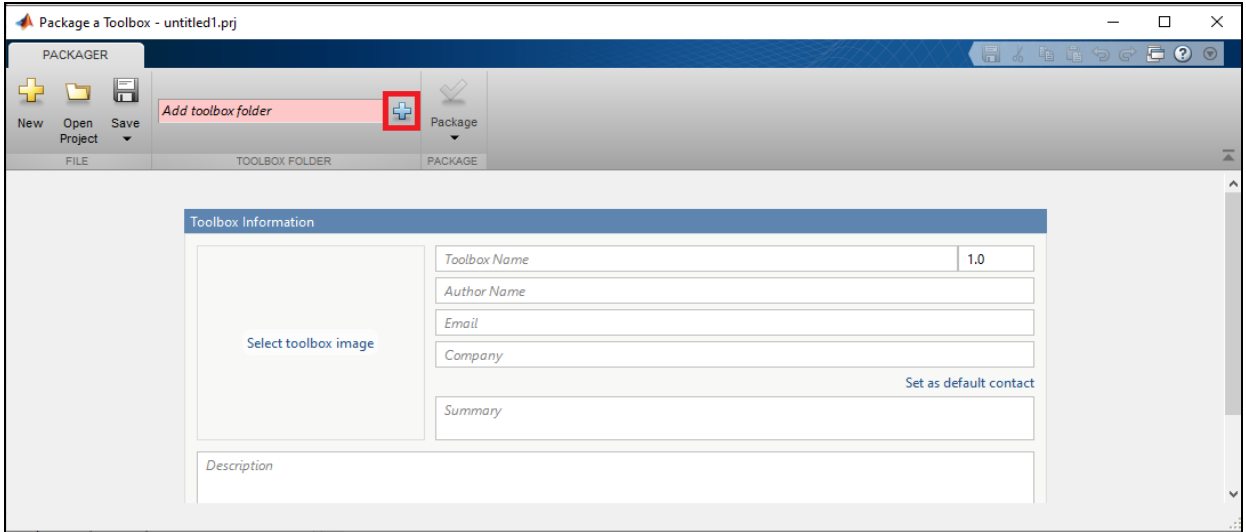 Package a Toolbox - untitled1.prj
PACKAGER
New
Open Project
Save
Add toolbox folder
Package
FILE
TOOLBOX FOLDER
PACKAGE
Toolbox Information
Select toolbox image
Toolbox Name
1.0
Author Name
Email
Company
Set as default contact
Summary
Description